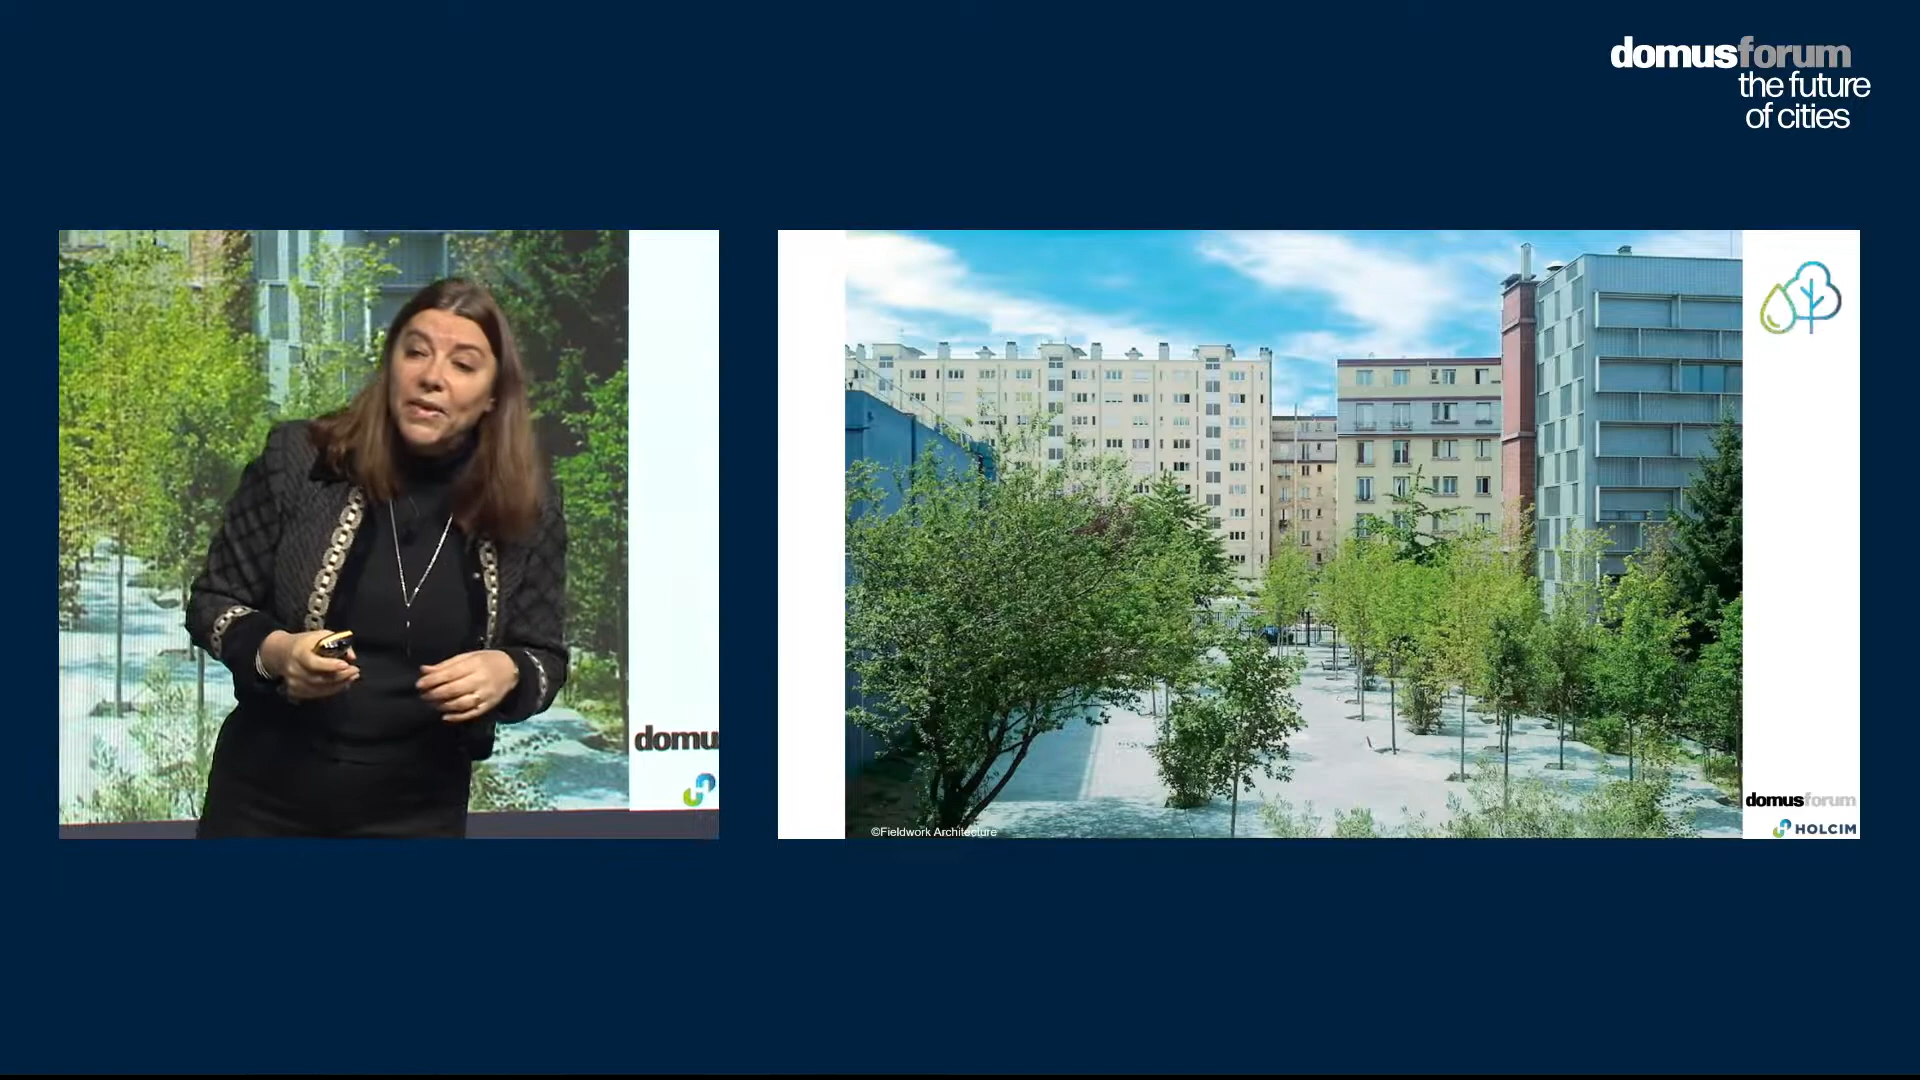 domusforum
the future
of cities
domu
©Fieldwork Architecture
domusforum
HOLCIM